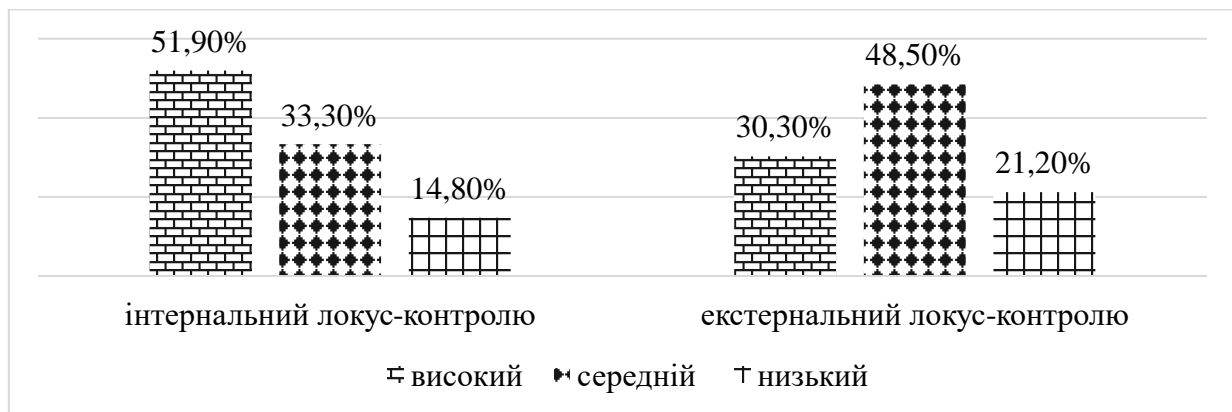 51,90%
33,30%
14,80%
30,30%
48,50%
21,20%
інтернальний локус-контролю
екстернальний локус-контролю
високий середній низький